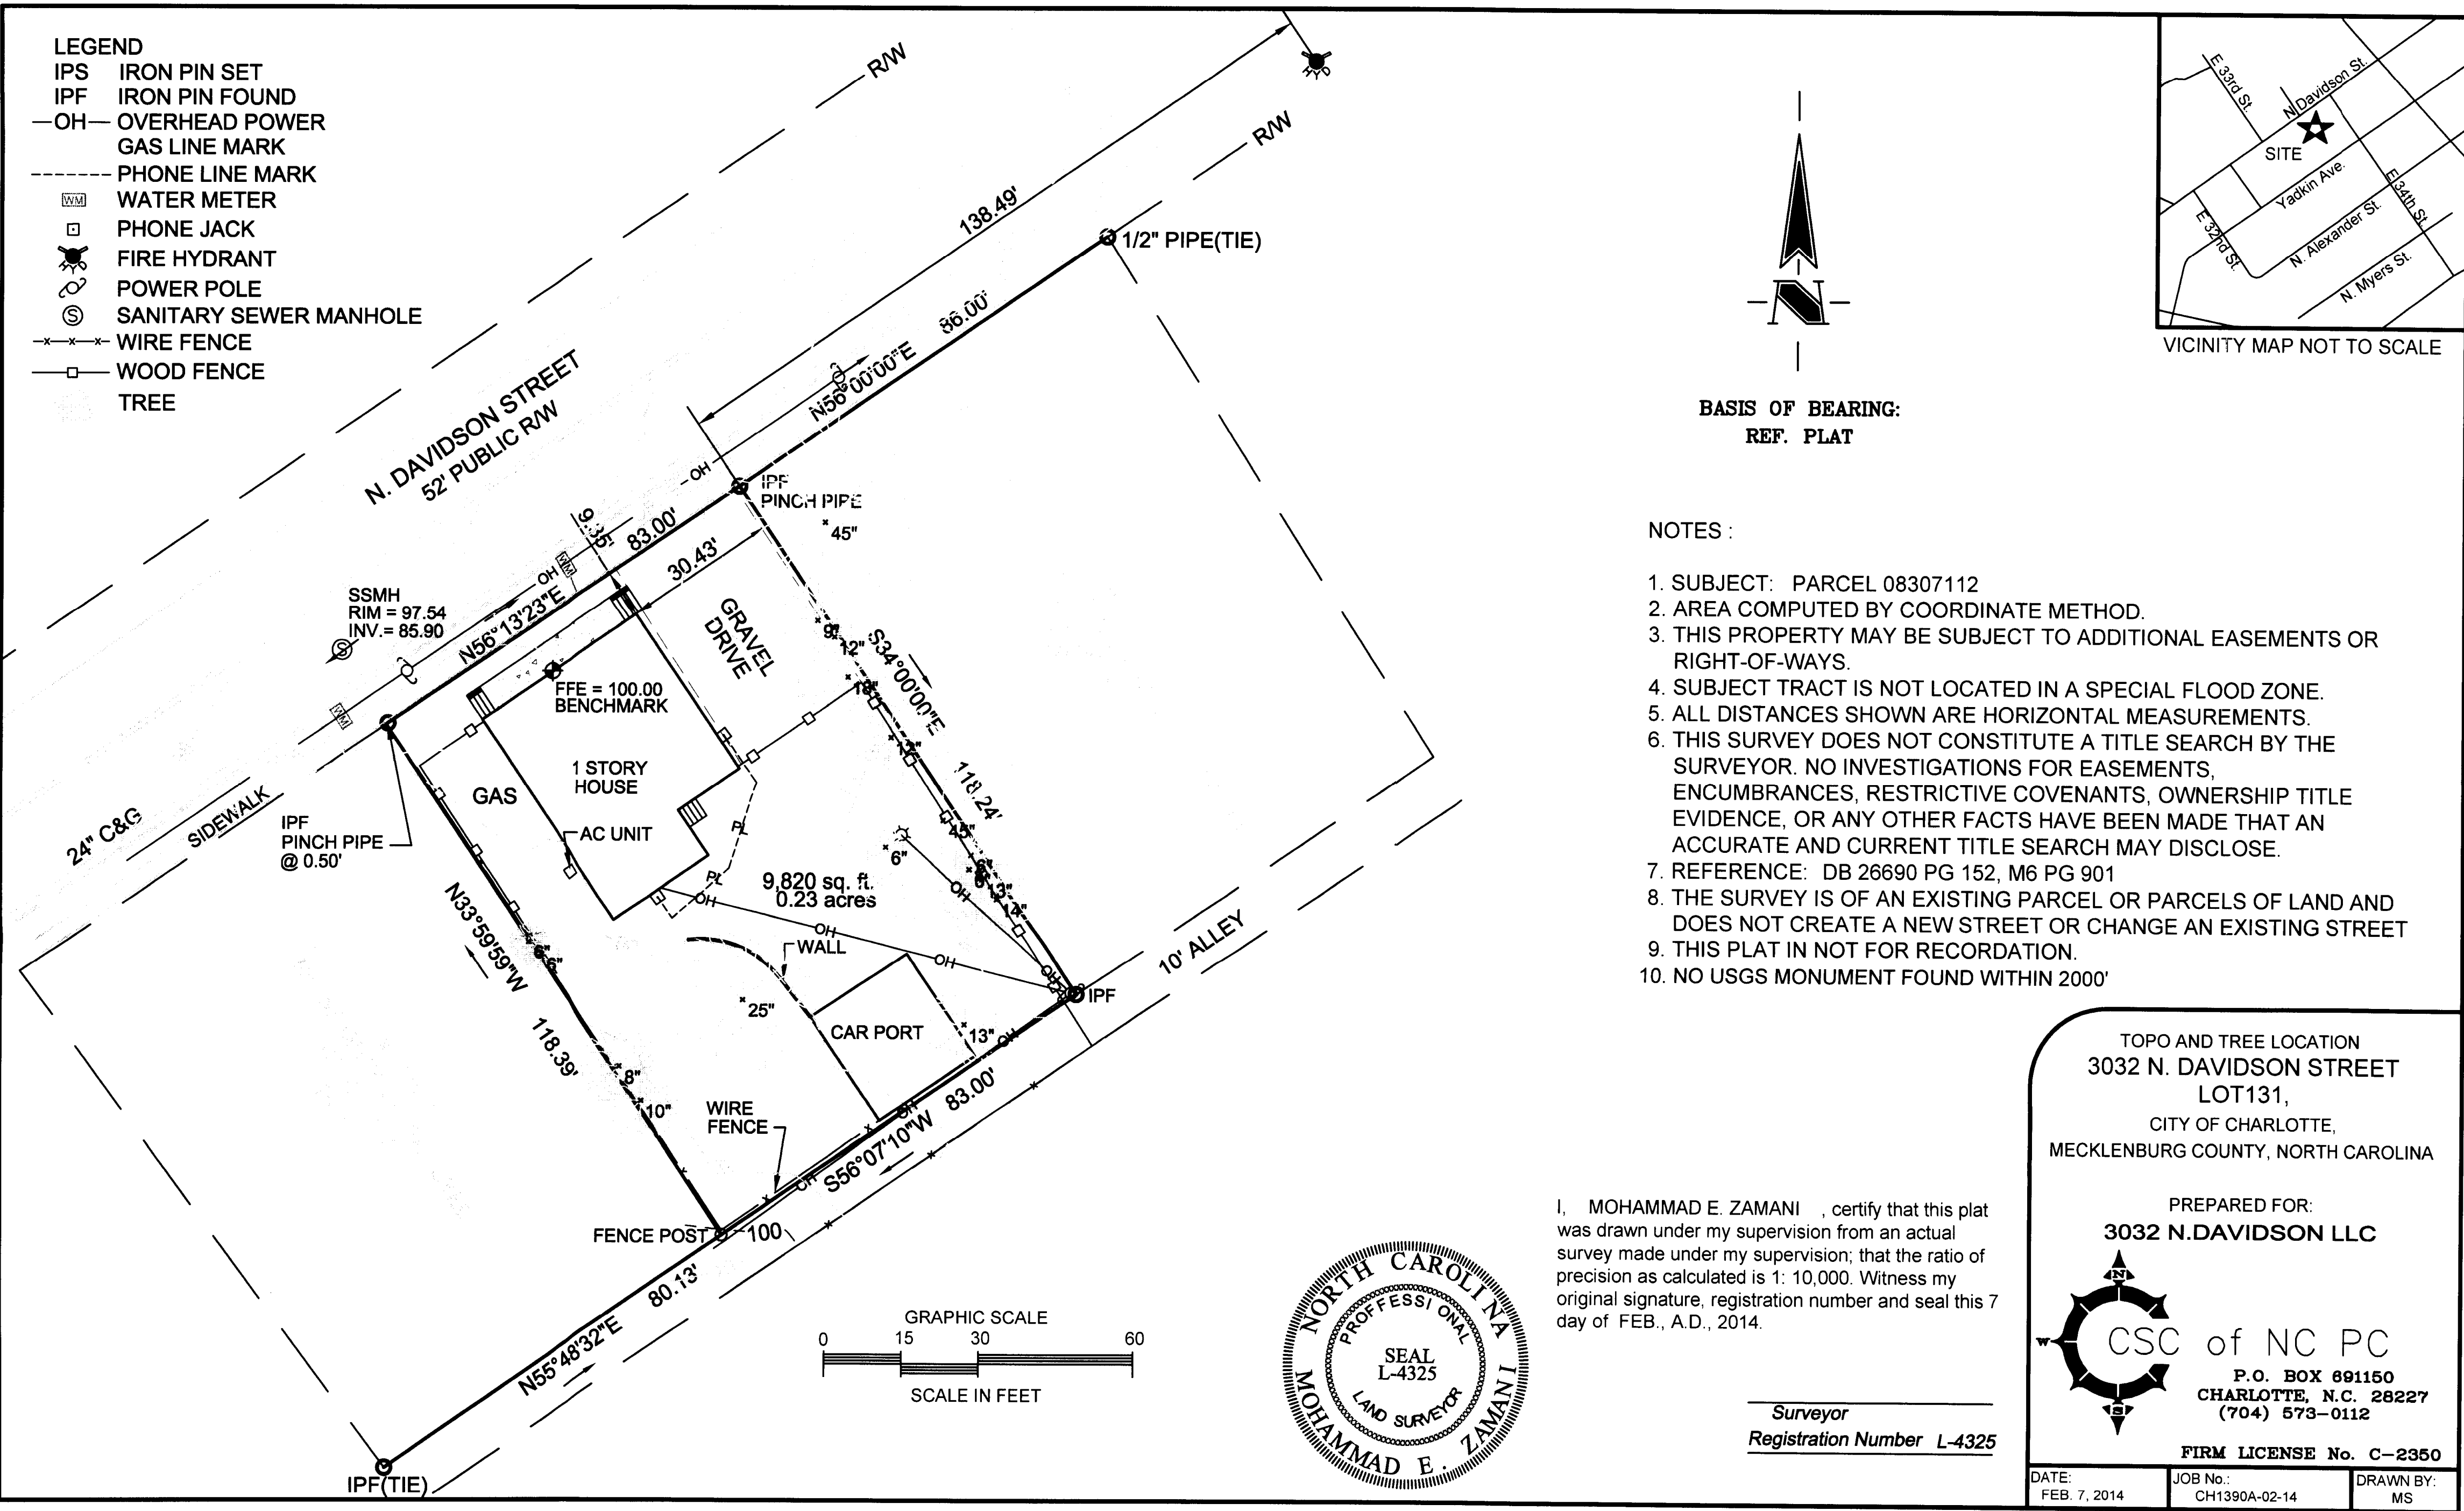 LEGEND
IPS IRON PIN SET
IPF IRON PIN FOUND
OH OVERHEAD POWER
GAS LINE MARK
PHONE LINE MARK
WM WATER METER
PHONE JACK
HYD FIRE HYDRANT
POWER POLE
S SANITARY SEWER MANHOLE
x x x WIRE FENCE
WOOD FENCE
TREE
R/W
HYD
R/W
138.49'
1/2" PIPE(TIE)
86.00'
N56°00'00"E
N. DAVIDSON STREET
52' PUBLIC R/W
OH
IPF
PINCH PIPE
45"
9.35'
83.00'
30.43'
WM
OH
N56°13'23"E
SSMH
RIM = 97.54
INV.= 85.90
S
WM
GRAVEL
DRIVE
9"
12"
18"
S34°00'00"E
118.24'
FFE = 100.00
BENCHMARK
1 STORY
HOUSE
GAS
AC UNIT
24" C&G
SIDEWALK
IPF
PINCH PIPE
@ 0.50'
PL
PL
E
OH
9,820 sq. ft.
0.23 acres
6"
45"
13"
14"
OH
OH
OH
OH
WALL
N33°59'59"W
118.39'
6"
6"
25"
CAR PORT
13"
OH
IPF
10' ALLEY
8"
10"
WIRE
FENCE
OH
OH
83.00'
S56°07'10"W
FENCE POST
100
80.13'
N55°48'32"E
IPF(TIE)
GRAPHIC SCALE
0 15 30 60
SCALE IN FEET
N
BASIS OF BEARING:
REF. PLAT
E 33rd St.
N Davidson St.
SITE
Yadkin Ave.
E 34th St.
E 32nd St.
N. Alexander St.
N. Myers St.
VICINITY MAP NOT TO SCALE
NOTES :
1. SUBJECT: PARCEL 08307112
2. AREA COMPUTED BY COORDINATE METHOD.
3. THIS PROPERTY MAY BE SUBJECT TO ADDITIONAL EASEMENTS OR
RIGHT-OF-WAYS.
4. SUBJECT TRACT IS NOT LOCATED IN A SPECIAL FLOOD ZONE.
5. ALL DISTANCES SHOWN ARE HORIZONTAL MEASUREMENTS.
6. THIS SURVEY DOES NOT CONSTITUTE A TITLE SEARCH BY THE
SURVEYOR. NO INVESTIGATIONS FOR EASEMENTS,
ENCUMBRANCES, RESTRICTIVE COVENANTS, OWNERSHIP TITLE
EVIDENCE, OR ANY OTHER FACTS HAVE BEEN MADE THAT AN
ACCURATE AND CURRENT TITLE SEARCH MAY DISCLOSE.
7. REFERENCE: DB 26690 PG 152, M6 PG 901
8. THE SURVEY IS OF AN EXISTING PARCEL OR PARCELS OF LAND AND
DOES NOT CREATE A NEW STREET OR CHANGE AN EXISTING STREET
9. THIS PLAT IN NOT FOR RECORDATION.
10. NO USGS MONUMENT FOUND WITHIN 2000'
I, MOHAMMAD E. ZAMANI , certify that this plat
was drawn under my supervision from an actual
survey made under my supervision; that the ratio of
precision as calculated is 1: 10,000. Witness my
original signature, registration number and seal this 7
day of FEB., A.D., 2014.
NORTH CAROLINA
PROFFESSIONAL
SEAL
L-4325
LAND SURVEYOR
MOHAMMAD E. ZAMANI
Surveyor
Registration Number L-4325
TOPO AND TREE LOCATION
3032 N. DAVIDSON STREET
LOT131,
CITY OF CHARLOTTE,
MECKLENBURG COUNTY, NORTH CAROLINA
PREPARED FOR:
3032 N.DAVIDSON LLC
N
W
S
CSC of NC PC
P.O. BOX 691150
CHARLOTTE, N.C. 28227
(704) 573-0112
FIRM LICENSE No. C-2350
DATE:
FEB. 7, 2014
JOB No.:
CH1390A-02-14
DRAWN BY:
MS